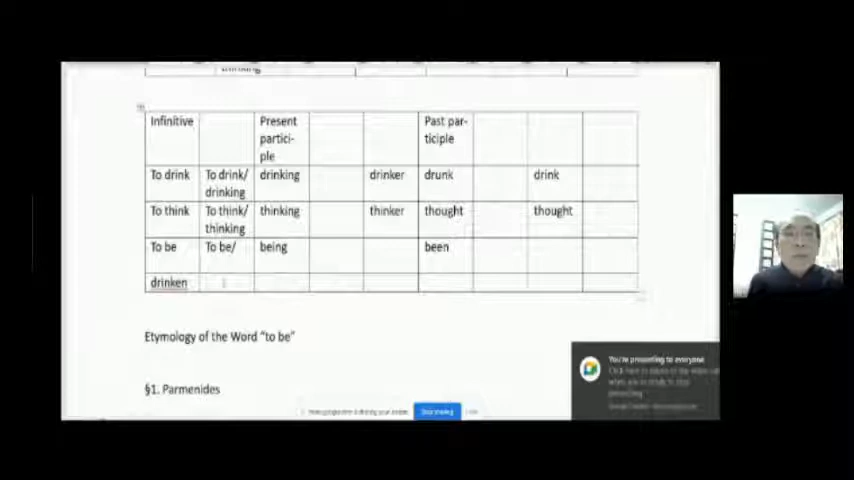 Infinitive Present partici-ple Past par-ticiple
To drink To drink/ drinking drinking drinker drunk drink
To think To think/ thinking thinking thinker thought thought
To be To be/ being been
drinken
Etymology of the Word "to be"
§1. Parmenides
You're presenting to everyone
Stop sharing